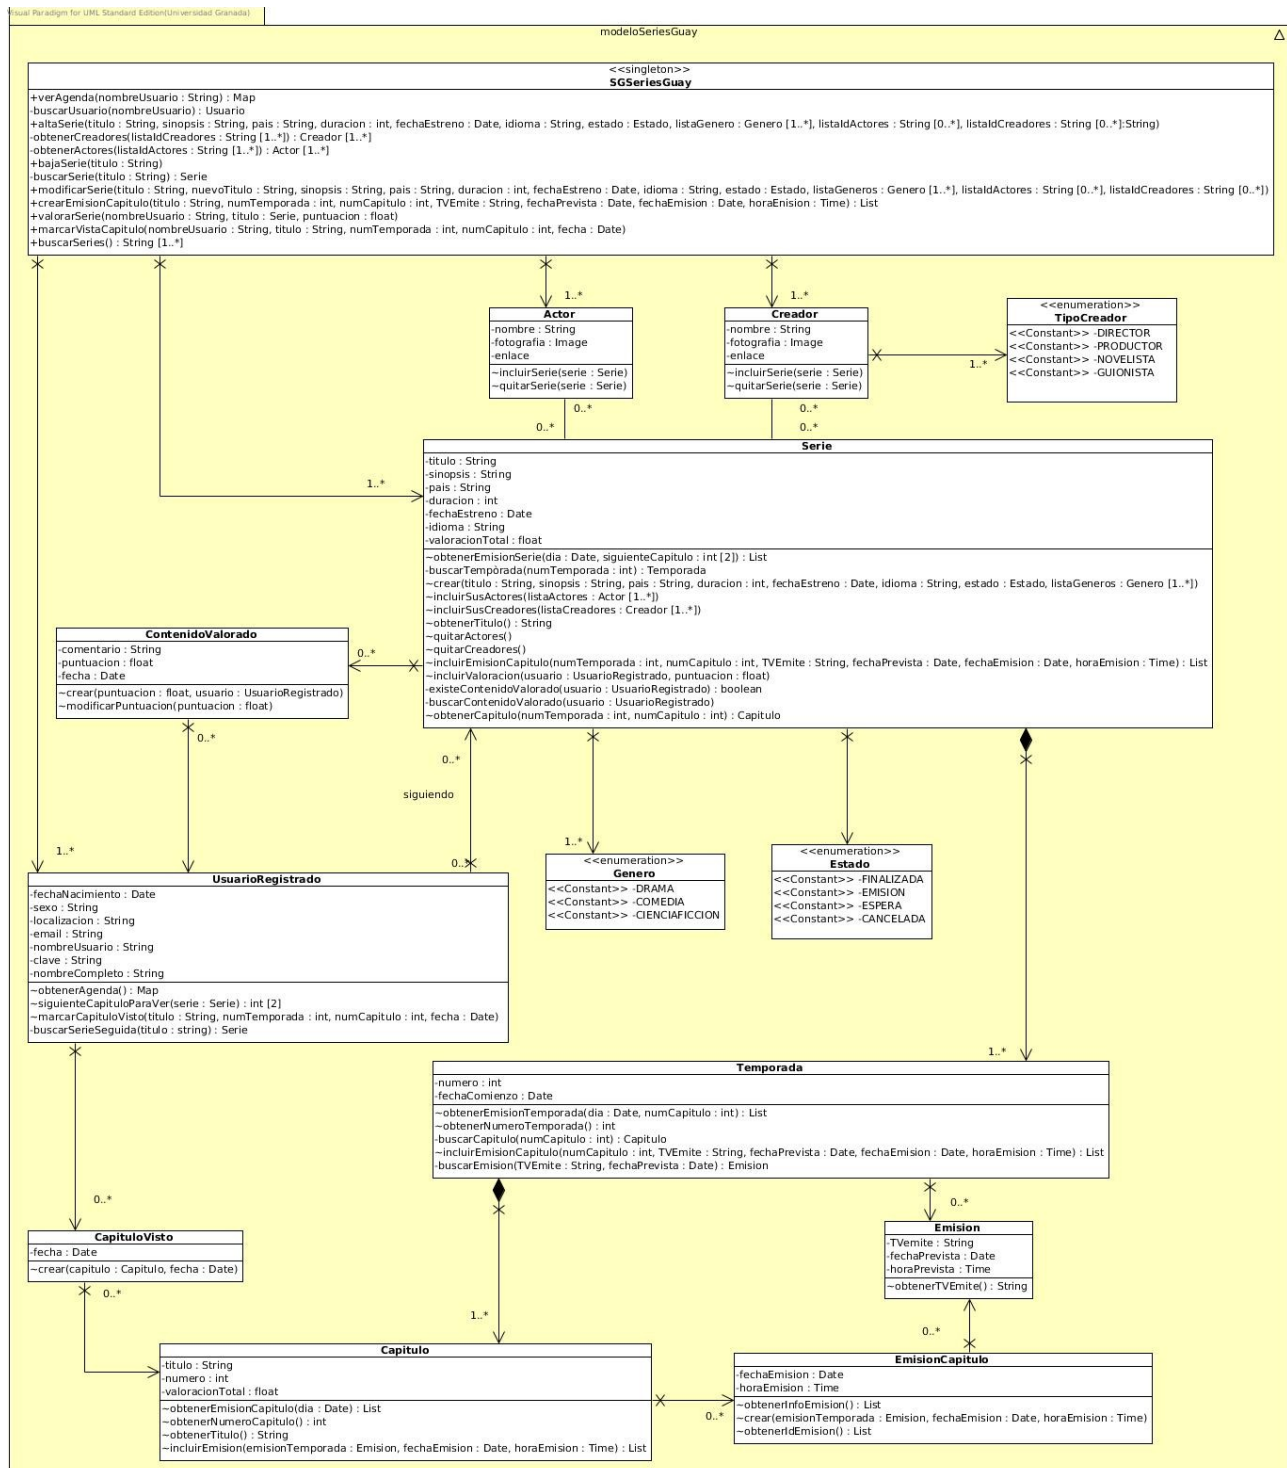 Visual Paradigm for UML Standard Edition(Universidad Granada)
modeloSeriesGuay
<<singleton>>
SGSeriesGuay
+verAgenda(nombreUsuario : String) : Map
-buscarUsuario(nombreUsuario) : Usuario
+altaSerie(titulo : String, sinopsis : String, pais : String, duracion : int, fechaEstreno : Date, idioma : String, estado : Estado, listaGenero : Genero [1..*], listaIdActores : String [0..*], listaIdCreadores : String [0..*]:String)
-obtenerCreadores(listaIdCreadores : String [1..*]) : Creador [1..*]
-obtenerActores(listaIdActores : String [1..*]) : Actor [1..*]
+bajaSerie(titulo : String)
-buscarSerie(titulo : String) : Serie
+modificarSerie(titulo : String, nuevoTitulo : String, sinopsis : String, pais : String, duracion : int, fechaEstreno : Date, idioma : String, estado : Estado, listaGeneros : Genero [1..*], listaIdActores : String [0..*], listaIdCreadores : String [0..*])
+crearEmisionCapitulo(titulo : String, numTemporada : int, numCapitulo : int, TVEmite : String, fechaPrevista : Date, fechaEmision : Date, horaEnision : Time) : List
+valorarSerie(nombreUsuario : String, titulo : Serie, puntuacion : float)
+marcarVistaCapitulo(nombreUsuario : String, titulo : String, numTemporada : int, numCapitulo : int, fecha : Date)
+buscarSeries() : String [1..*]
1..*
1..*
Actor
-nombre : String
-fotografia : Image
-enlace
~incluirSerie(serie : Serie)
~quitarSerie(serie : Serie)
Creador
-nombre : String
-fotografia : Image
-enlace
~incluirSerie(serie : Serie)
~quitarSerie(serie : Serie)
1..*
<<enumeration>>
TipoCreador
<<Constant>> -DIRECTOR
<<Constant>> -PRODUCTOR
<<Constant>> -NOVELISTA
<<Constant>> -GUIONISTA
0..*
0..*
0..*
0..*
1..*
Serie
-titulo : String
-sinopsis : String
-pais : String
-duracion : int
-fechaEstreno : Date
-idioma : String
-valoracionTotal : float
~obtenerEmisionSerie(dia : Date, siguienteCapitulo : int [2]) : List
-buscarTempòrada(numTemporada : int) : Temporada
~crear(titulo : String, sinopsis : String, pais : String, duracion : int, fechaEstreno : Date, idioma : String, estado : Estado, listaGeneros : Genero [1..*])
~incluirSusActores(listaActores : Actor [1..*])
~incluirSusCreadores(listaCreadores : Creador [1..*])
~obtenerTitulo() : String
~quitarActores()
~quitarCreadores()
~incluirEmisionCapitulo(numTemporada : int, numCapitulo : int, TVEmite : String, fechaPrevista : Date, fechaEmision : Date, horaEmision : Time) : List
~incluirValoracion(usuario : UsuarioRegistrado, puntuacion : float)
-existeContenidoValorado(usuario : UsuarioRegistrado) : boolean
-buscarContenidoValorado(usuario : UsuarioRegistrado)
~obtenerCapitulo(numTemporada : int, numCapitulo : int) : Capitulo
ContenidoValorado
-comentario : String
-puntuacion : float
-fecha : Date
~crear(puntuacion : float, usuario : UsuarioRegistrado)
~modificarPuntuacion(puntuacion : float)
0..*
0..*
0..*
siguiendo
0..*
1..*
1..*
<<enumeration>>
Genero
<<Constant>> -DRAMA
<<Constant>> -COMEDIA
<<Constant>> -CIENCIAFICCION
<<enumeration>>
Estado
<<Constant>> -FINALIZADA
<<Constant>> -EMISION
<<Constant>> -ESPERA
<<Constant>> -CANCELADA
UsuarioRegistrado
-fechaNacimiento : Date
-sexo : String
-localizacion : String
-email : String
-nombreUsuario : String
-clave : String
-nombreCompleto : String
~obtenerAgenda() : Map
~siguienteCapituloParaVer(serie : Serie) : int [2]
~marcarCapituloVisto(titulo : String, numTemporada : int, numCapitulo : int, fecha : Date)
-buscarSerieSeguida(titulo : string) : Serie
1..*
Temporada
-numero : int
-fechaComienzo : Date
~obtenerEmisionTemporada(dia : Date, numCapitulo : int) : List
~obtenerNumeroTemporada() : int
-buscarCapitulo(numCapitulo : int) : Capitulo
~incluirEmisionCapitulo(numCapitulo : int, TVEmite : String, fechaPrevista : Date, fechaEmision : Date, horaEmision : Time) : List
-buscarEmision(TVEmite : String, fechaPrevista : Date) : Emision
0..*
0..*
CapituloVisto
-fecha : Date
~crear(capitulo : Capitulo, fecha : Date)
0..*
Emision
-TVemite : String
-fechaPrevista : Date
-horaPrevista : Time
~obtenerTVEmite() : String
1..*
0..*
Capitulo
-titulo : String
-numero : int
-valoracionTotal : float
~obtenerEmisionCapitulo(dia : Date) : List
~obtenerNumeroCapitulo() : int
~obtenerTitulo() : String
~incluirEmision(emisionTemporada : Emision, fechaEmision : Date, horaEmision : Time) : List
0..*
EmisionCapitulo
-fechaEmision : Date
-horaEmision : Time
~obtenerInfoEmision() : List
~crear(emisionTemporada : Emision, fechaEmision : Date, horaEmision : Time)
~obtenerIdEmision() : List